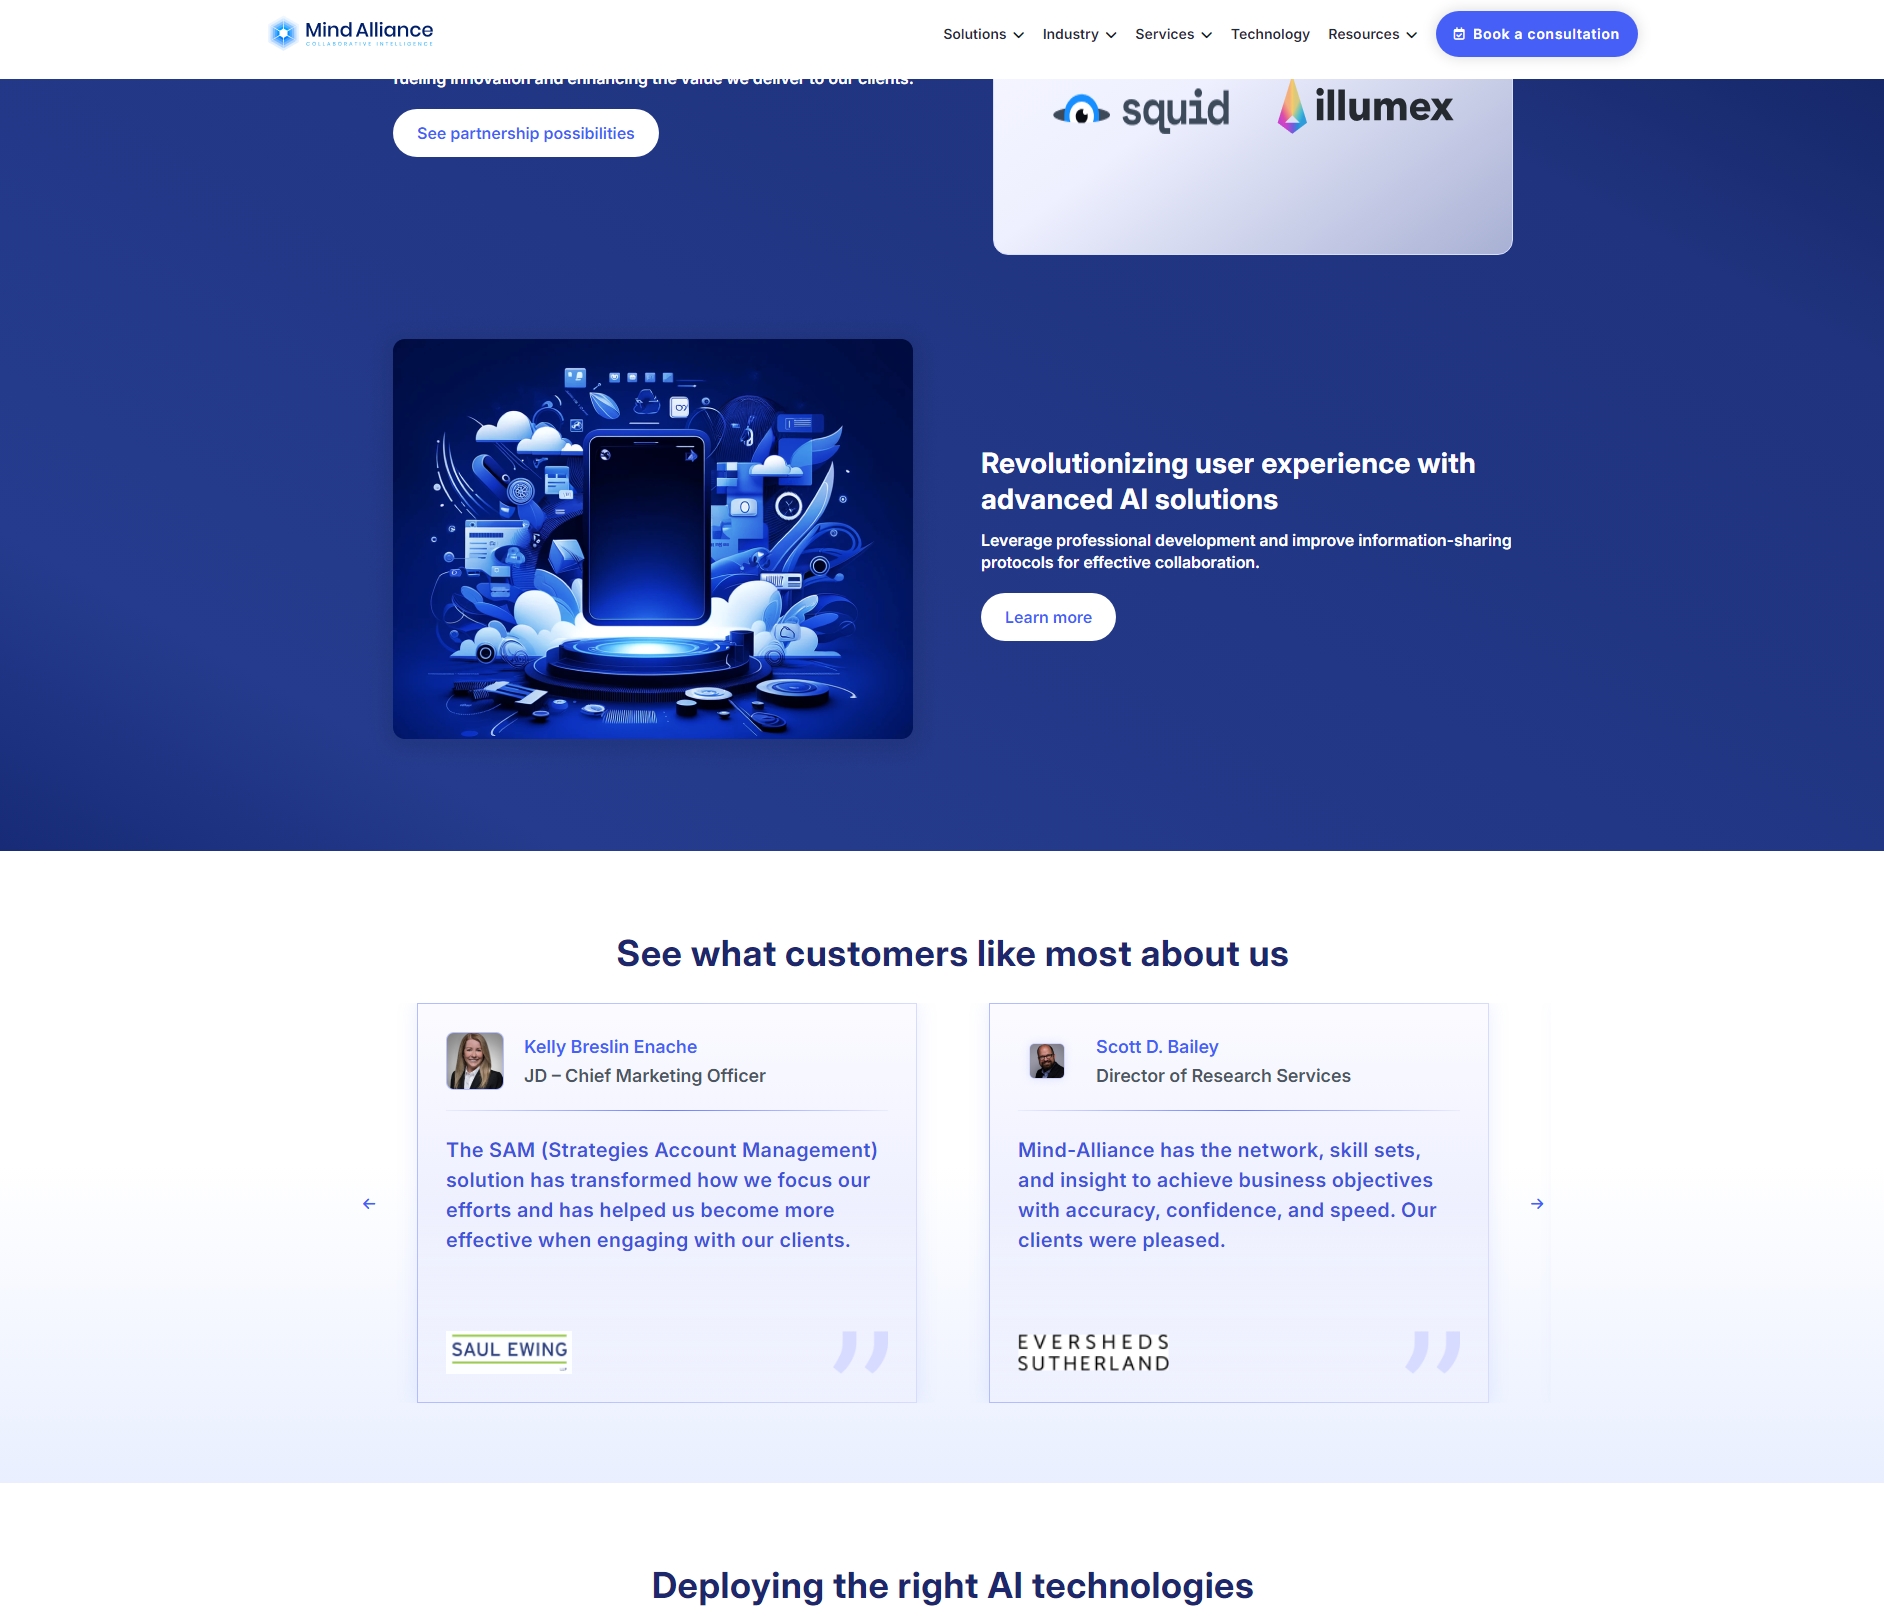 Mind Alliance
COLLABORATIVE INTELLIGENCE
Solutions
Industry
Services
Technology
Resources
Book a consultation
fueling innovation and enhancing the value we deliver to our clients.
See partnership possibilities
squid
illumex
Revolutionizing user experience with
advanced AI solutions
Leverage professional development and improve information-sharing
protocols for effective collaboration.
Learn more
See what customers like most about us
Kelly Breslin Enache
JD – Chief Marketing Officer
The SAM (Strategies Account Management)
solution has transformed how we focus our
efforts and has helped us become more
effective when engaging with our clients.
SAUL EWING
LLP
”
Scott D. Bailey
Director of Research Services
Mind-Alliance has the network, skill sets,
and insight to achieve business objectives
with accuracy, confidence, and speed. Our
clients were pleased.
EVERSHEDS
SUTHERLAND
”
Deploying the right AI technologies